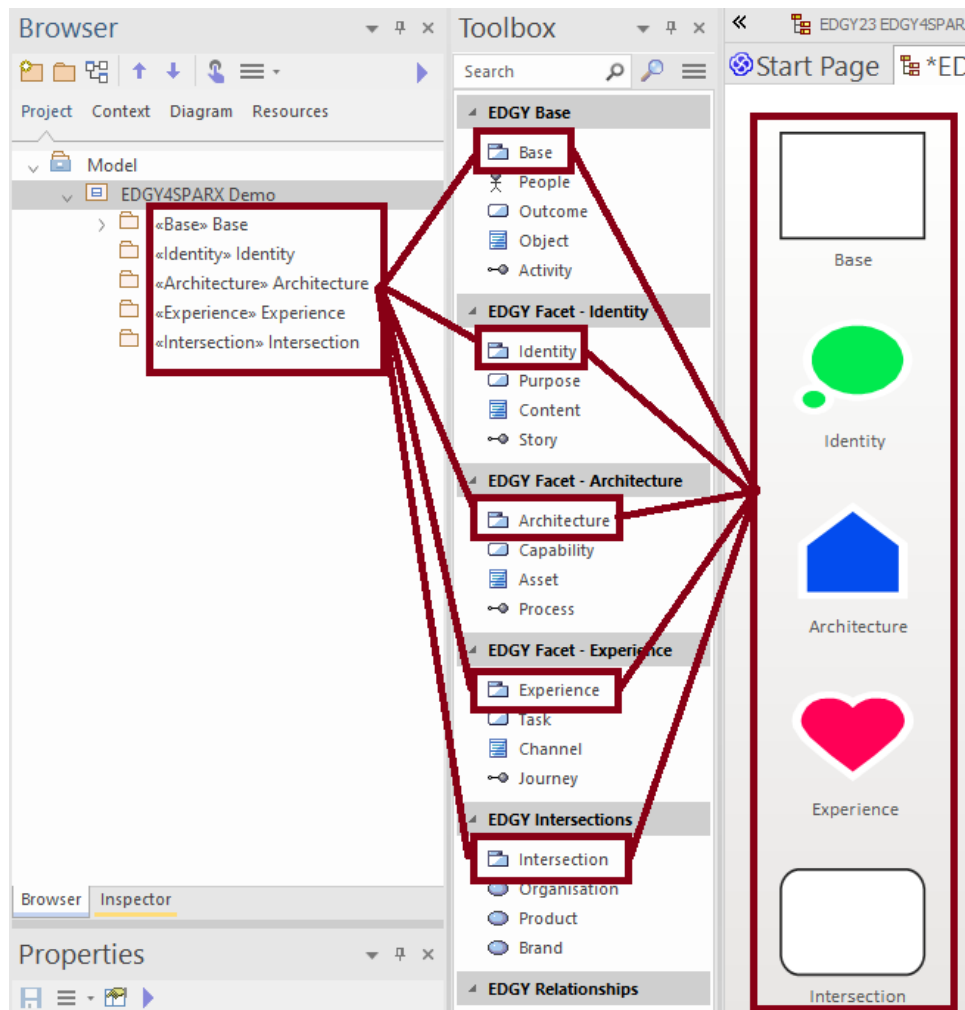 Browser
Project Context Diagram Resources
Model
EDGY4SPARX Demo
«Base» Base
«Identity» Identity
«Architecture» Architecture
«Experience» Experience
«Intersection» Intersection
Browser Inspector
Properties
Toolbox
Search
EDGY Base
Base
People
Outcome
Object
Activity
EDGY Facet - Identity
Identity
Purpose
Content
Story
EDGY Facet - Architecture
Architecture
Capability
Asset
Process
EDGY Facet - Experience
Experience
Task
Channel
Journey
EDGY Intersections
Intersection
Organisation
Product
Brand
EDGY Relationships
EDGY23 EDGY4SPAR
Start Page *ED
Base
Identity
Architecture
Experience
Intersection